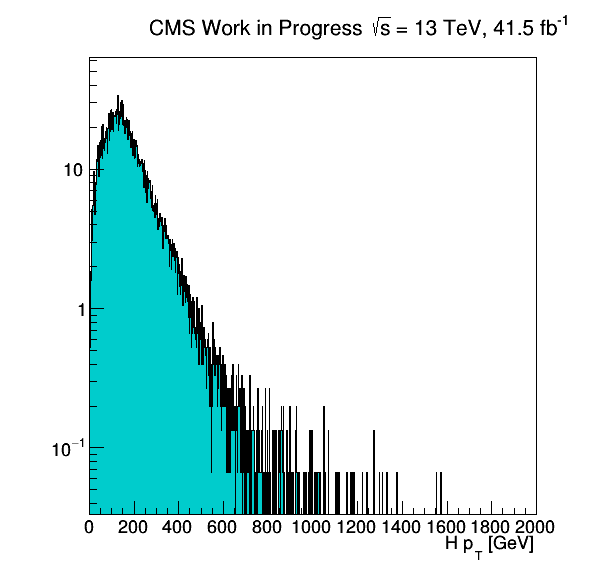 CMS Work in Progress √s = 13 TeV, 41.5 fb⁻¹
10
1
10⁻¹
0 200 400 600 800 1000 1200 1400 1600 1800 2000
H p_T [GeV]